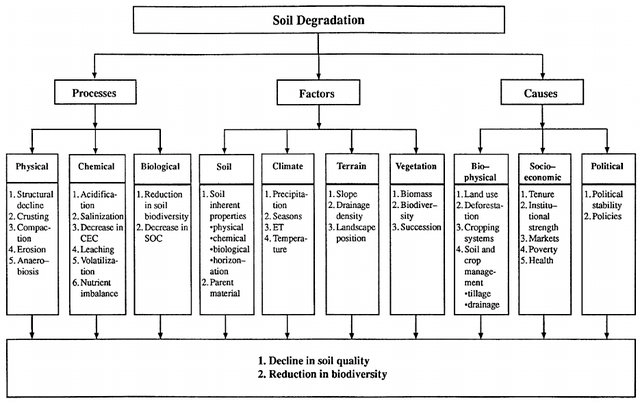 Soil Degradation
Processes
Factors
Causes
Physical
1. Structural
decline
2. Crusting
3. Compac-
tion
4. Erosion
5. Anaero-
biosis
Chemical
1. Acidifica-
tion
2. Salinization
3. Decrease in
CEC
4. Leaching
5. Volatiliza-
tion
6. Nutrient
imbalance
Biological
1. Reduction
in soil
biodiversity
2. Decrease in
SOC
Soil
1. Soil
inherent
properties
•physical
•chemical
•biological
•horizon-
ation
2. Parent
material
Climate
1. Precipita-
tion
2. Seasons
3. ET
4. Tempera-
ture
Terrain
1. Slope
2. Drainage
density
3. Landscape
position
Vegetation
1. Biomass
2. Biodiver-
sity
3. Succession
Bio–
physical
1. Land use
2. Deforesta-
tion
3. Cropping
systems
4. Soil and
crop
manage-
ment
•tillage
•drainage
Socio–
economic
1. Tenure
2. Institu-
tional
strength
3. Markets
4. Poverty
5. Health
Political
1. Political
stability
2. Policies
1. Decline in soil quality
2. Reduction in biodiversity